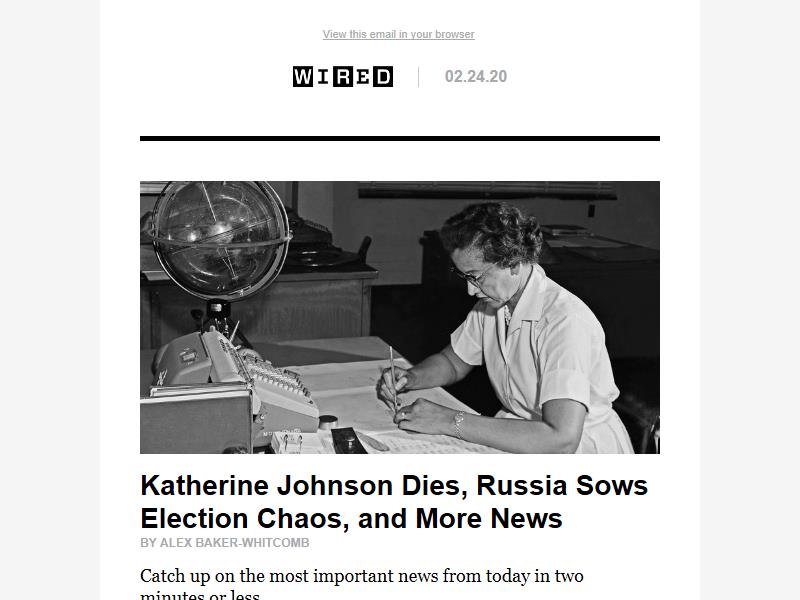 View this email in your browser
WIRED
02.24.20
Katherine Johnson Dies, Russia Sows
Election Chaos, and More News
BY ALEX BAKER-WHITCOMB
Catch up on the most important news from today in two
minutes or less